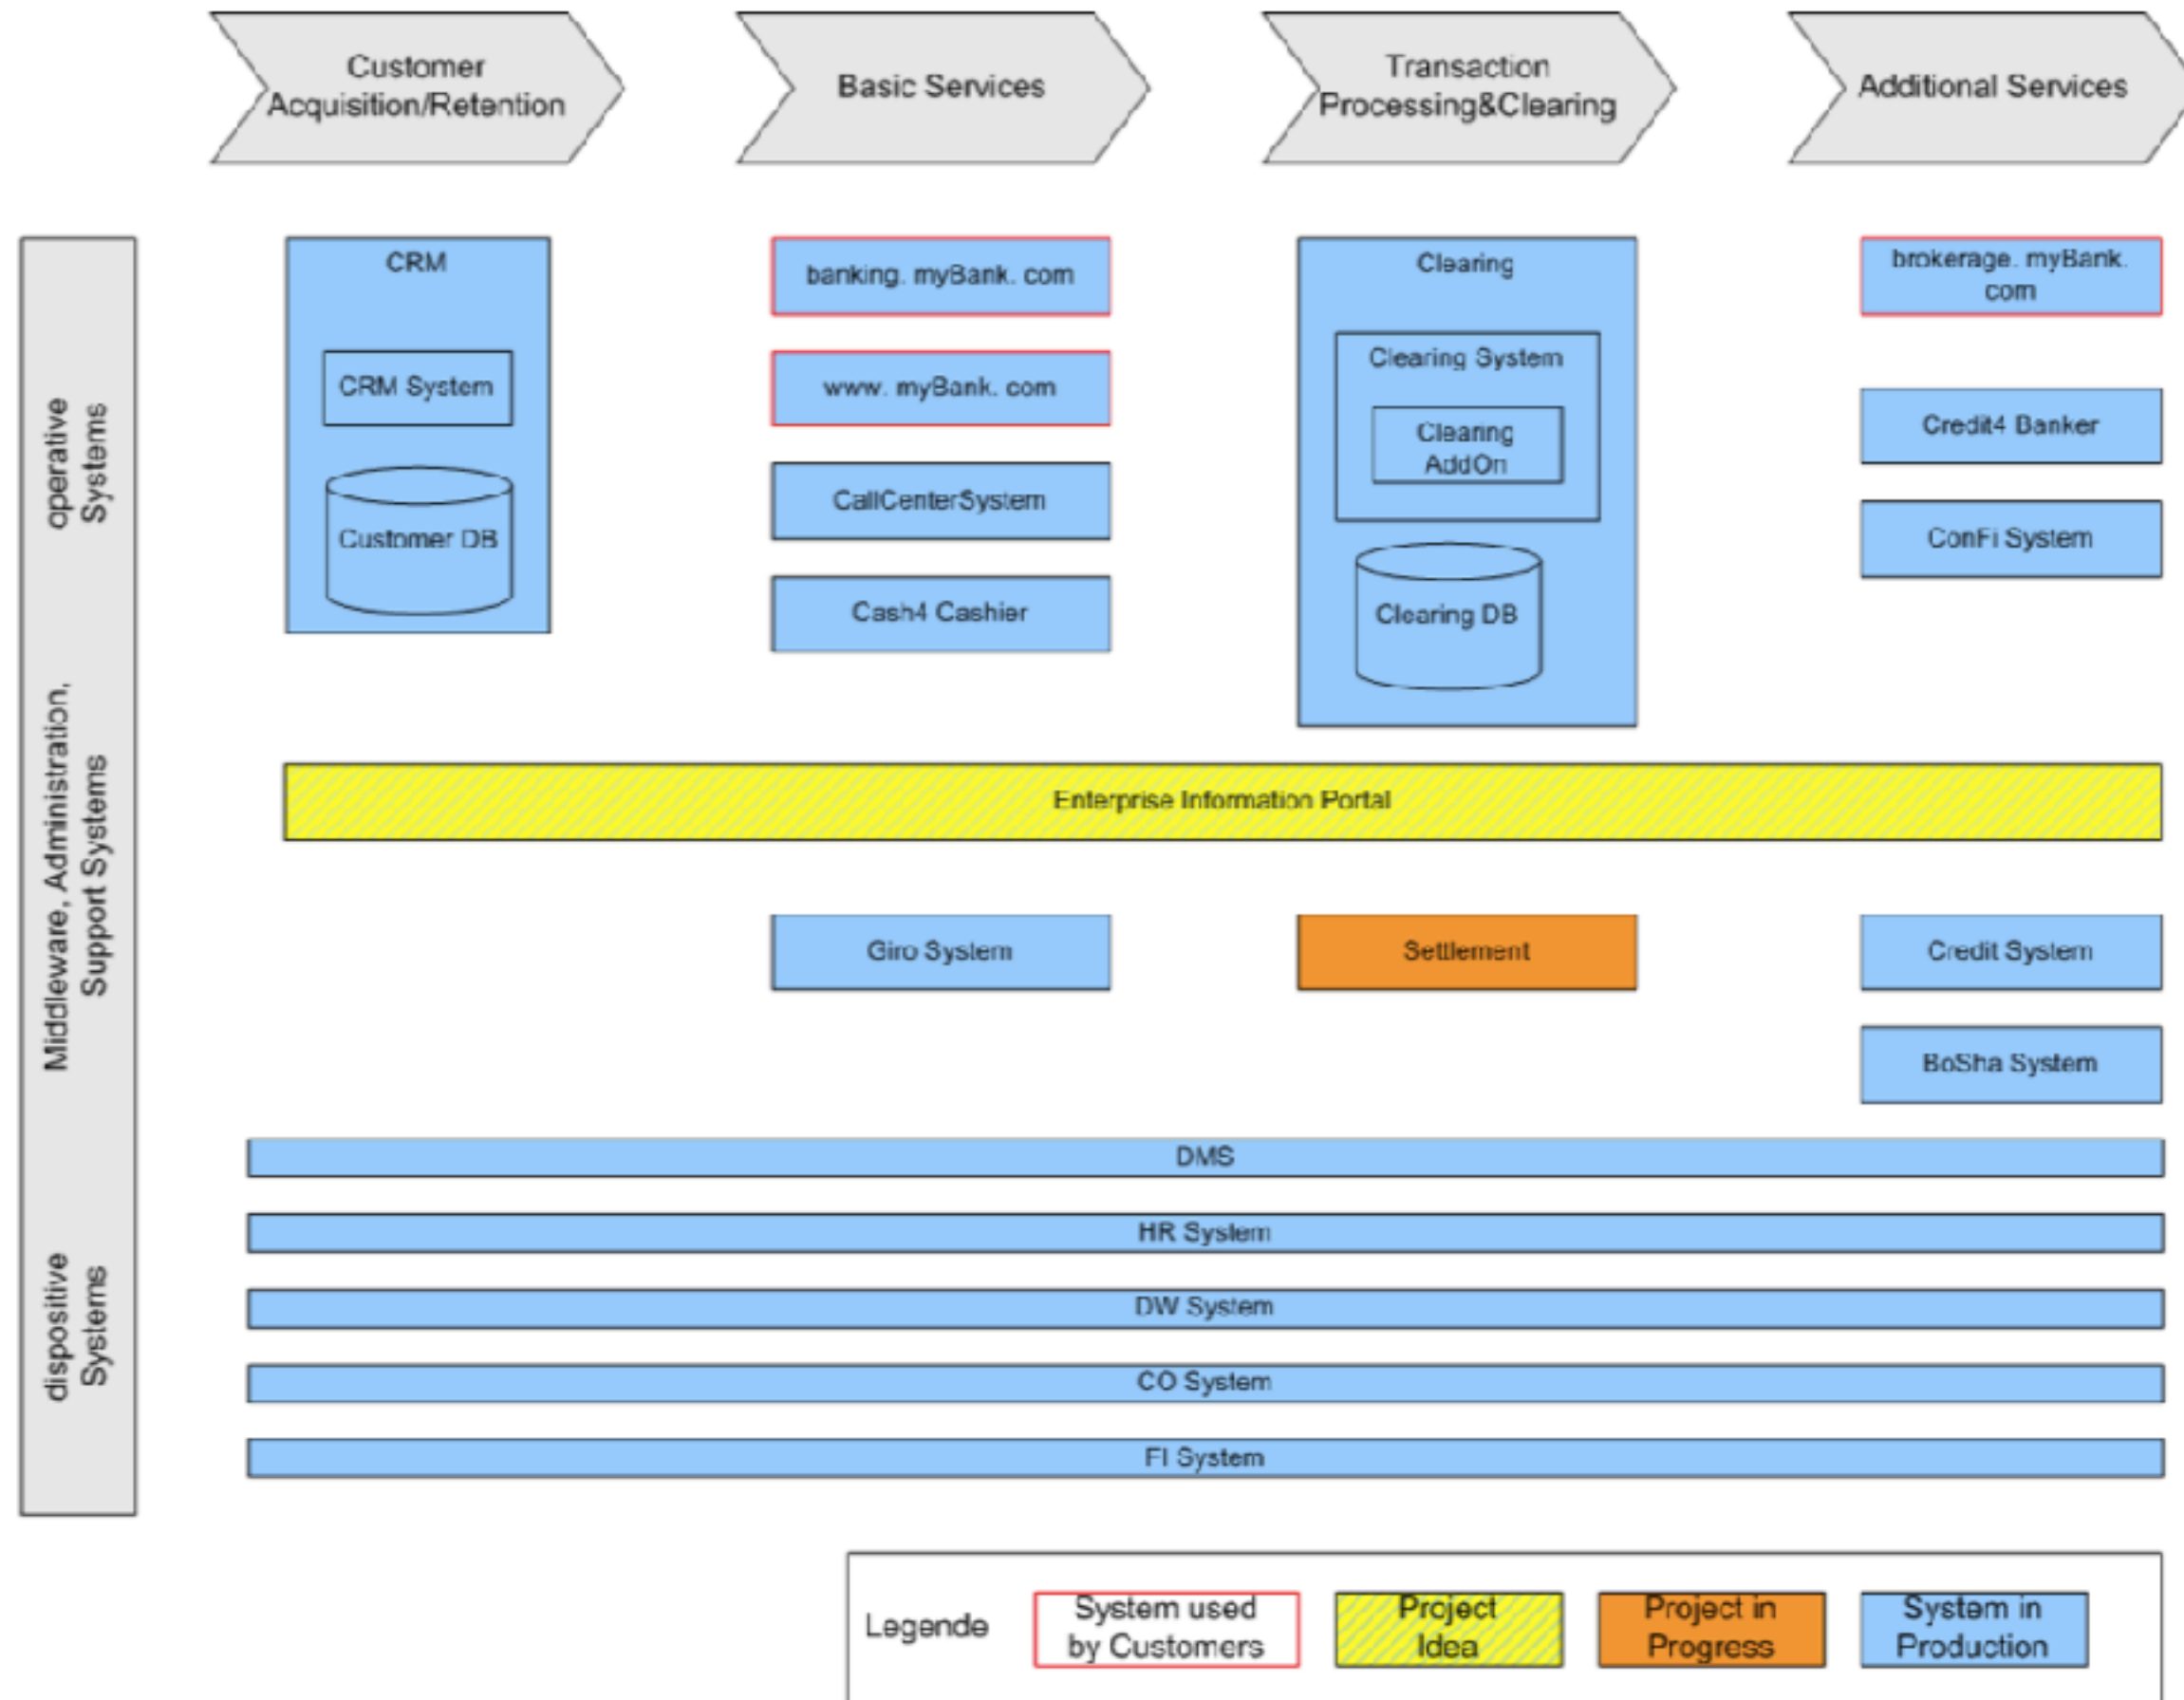 Customer
Acquisition/Retention
Basic Services
Transaction
Processing&Clearing
Additional Services
operative
Systems
Middleware, Administration,
Support Systems
dispositive
Systems
CRM
CRM System
Customer DB
banking. myBank. com
www. myBank. com
CallCenterSystem
Cash4 Cashier
Clearing
Clearing System
Clearing
AddOn
Clearing DB
brokerage. myBank.
com
Credit4 Banker
ConFi System
Enterprise Information Portal
Giro System
Settlement
Credit System
BoSha System
DMS
HR System
DW System
CO System
FI System
Legende
System used
by Customers
Project
Idea
Project in
Progress
System in
Production